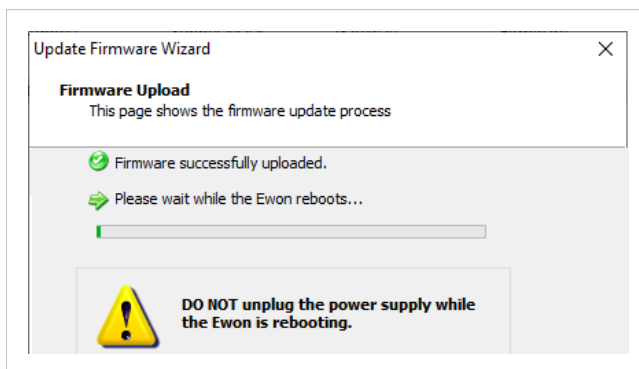 Update Firmware Wizard
Firmware Upload
This page shows the firmware update process
Firmware successfully uploaded.
Please wait while the Ewon reboots...
DO NOT unplug the power supply while
the Ewon is rebooting.